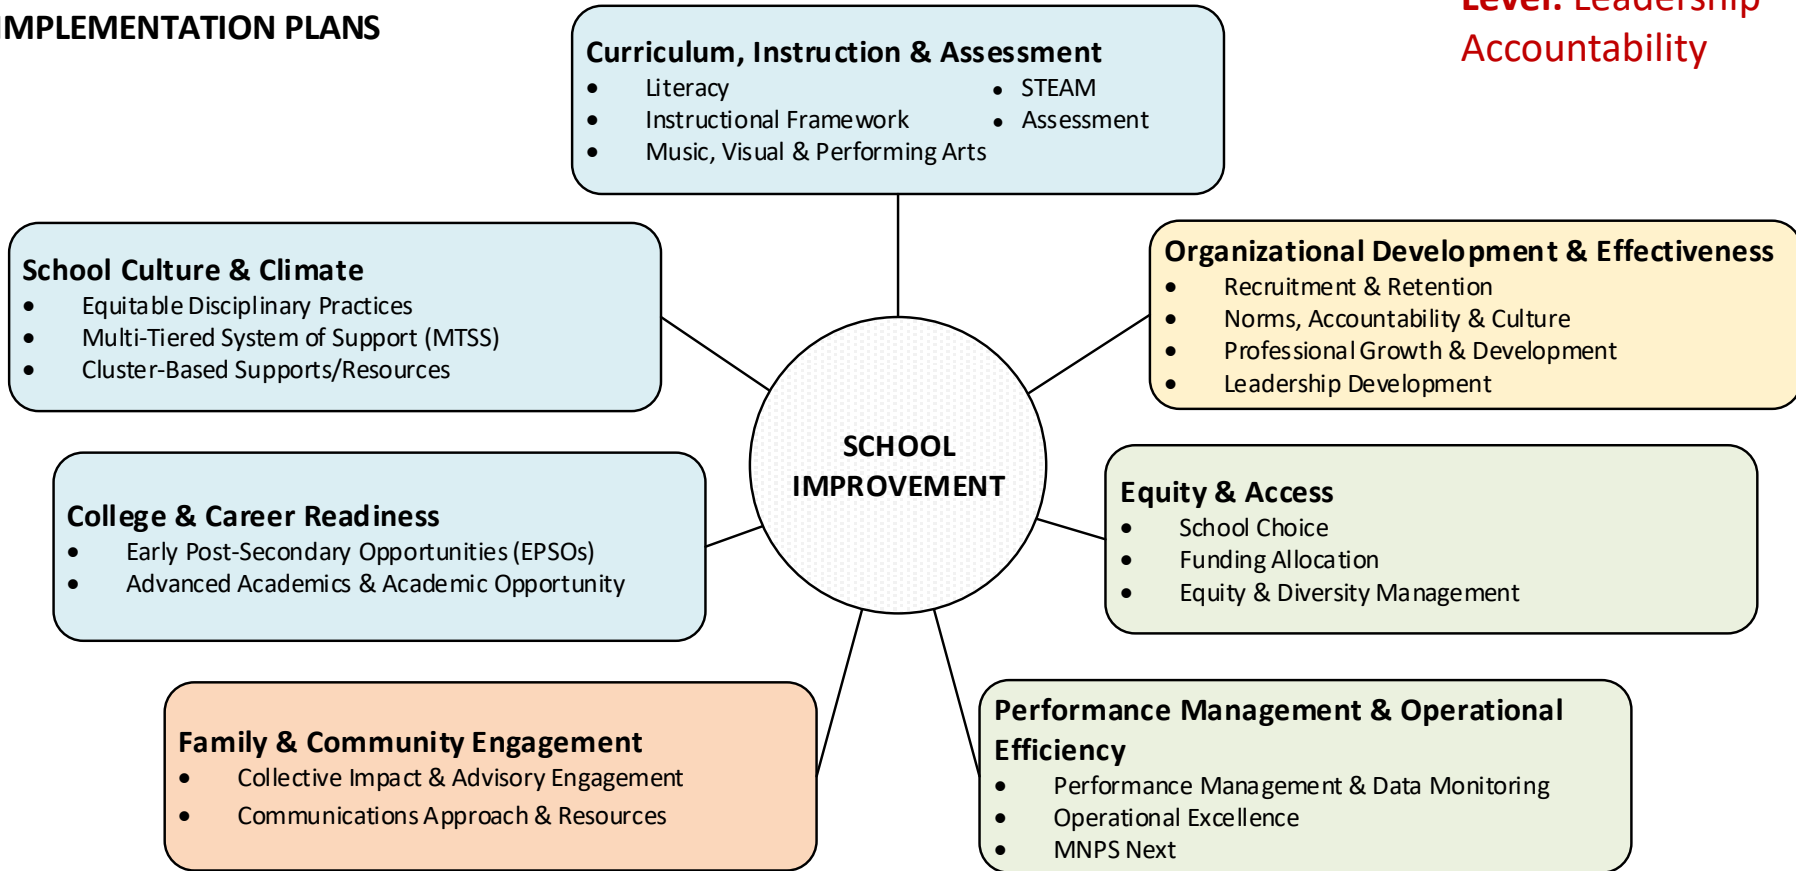 IMPLEMENTATION PLANS
Level: Leadership
Accountability
Curriculum, Instruction & Assessment
• Literacy
• Instructional Framework
• Music, Visual & Performing Arts
• STEAM
• Assessment
School Culture & Climate
• Equitable Disciplinary Practices
• Multi-Tiered System of Support (MTSS)
• Cluster-Based Supports/Resources
Organizational Development & Effectiveness
• Recruitment & Retention
• Norms, Accountability & Culture
• Professional Growth & Development
• Leadership Development
SCHOOL
IMPROVEMENT
College & Career Readiness
• Early Post-Secondary Opportunities (EPSOs)
• Advanced Academics & Academic Opportunity
Equity & Access
• School Choice
• Funding Allocation
• Equity & Diversity Management
Family & Community Engagement
• Collective Impact & Advisory Engagement
• Communications Approach & Resources
Performance Management & Operational
Efficiency
• Performance Management & Data Monitoring
• Operational Excellence
• MNPS Next